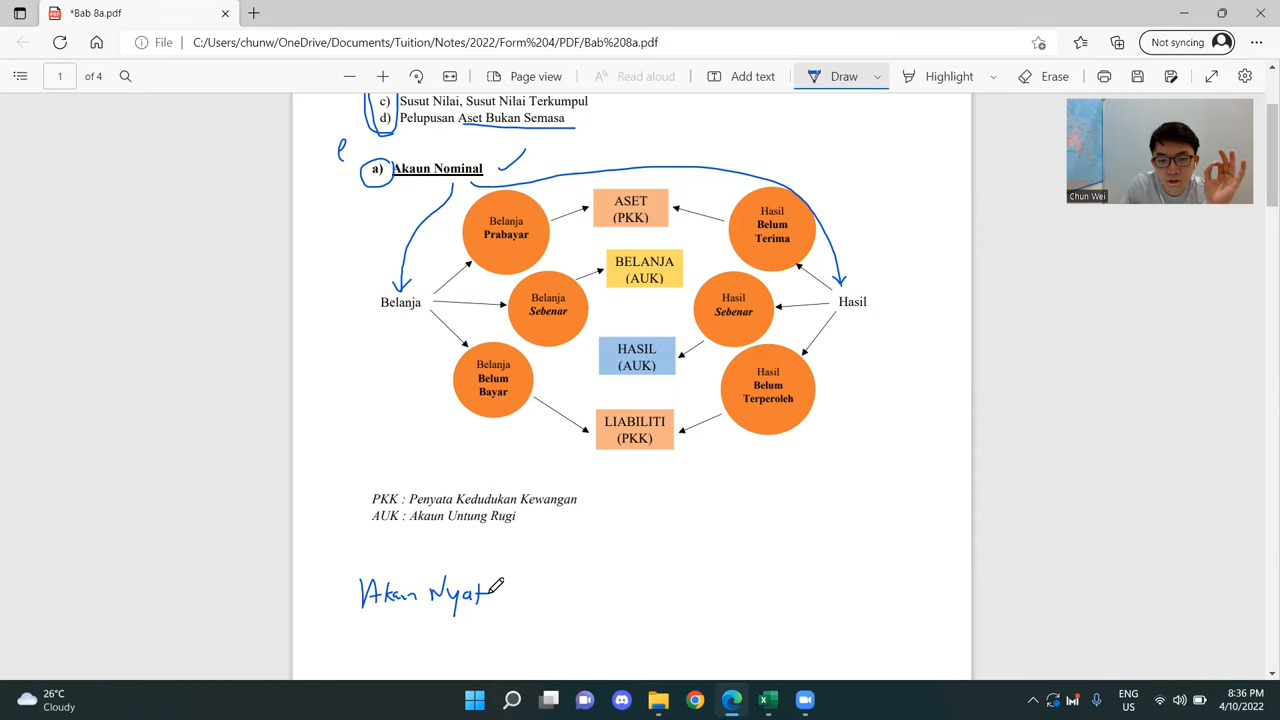 *Bab 8a.pdf
File
C:/Users/chunw/OneDrive/Documents/Tuition/Notes/2022/Form%204/PDF/Bab%208a.pdf
Not syncing
1 of 4
Page view
Read aloud
Add text
Draw
Highlight
Erase
c) Susut Nilai, Susut Nilai Terkumpul
d) Pelupusan Aset Bukan Semasa
a) Akaun Nominal
Belanja
Prabayar
ASET
(PKK)
Hasil
Belum
Terima
BELANJA
(AUK)
Belanja
Belanja
Sebenar
Hasil
Sebenar
Hasil
HASIL
(AUK)
Belanja
Belum
Bayar
Hasil
Belum
Terperoleh
LIABILITI
(PKK)
PKK : Penyata Kedudukan Kewangan
AUK : Akaun Untung Rugi
Akaun Nyat
Chun Wei
26°C
Cloudy
ENG
US
8:36 PM
4/10/2022